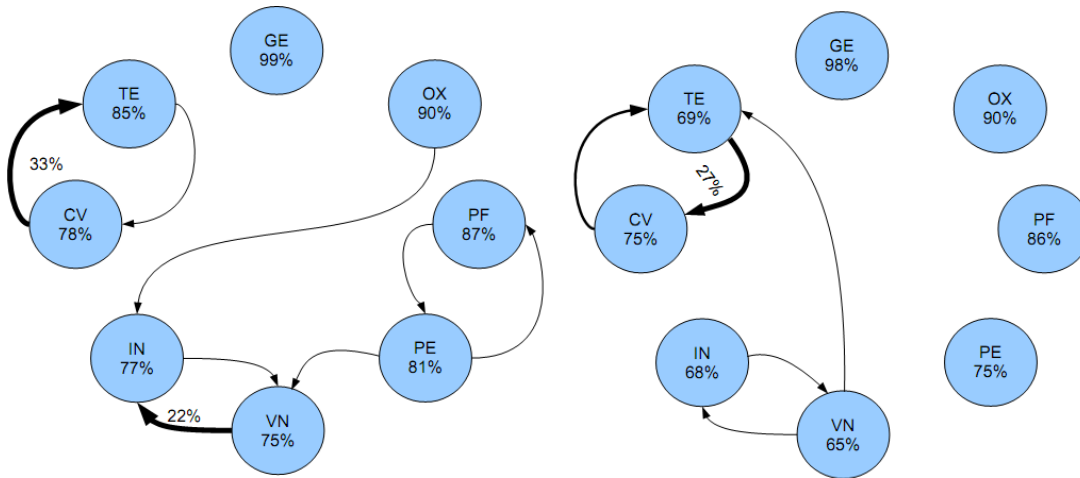 GE
99%
TE
85%
OX
90%
33%
CV
78%
PF
87%
IN
77%
PE
81%
22%
VN
75%
GE
98%
TE
69%
OX
90%
27%
CV
75%
PF
86%
IN
68%
PE
75%
VN
65%